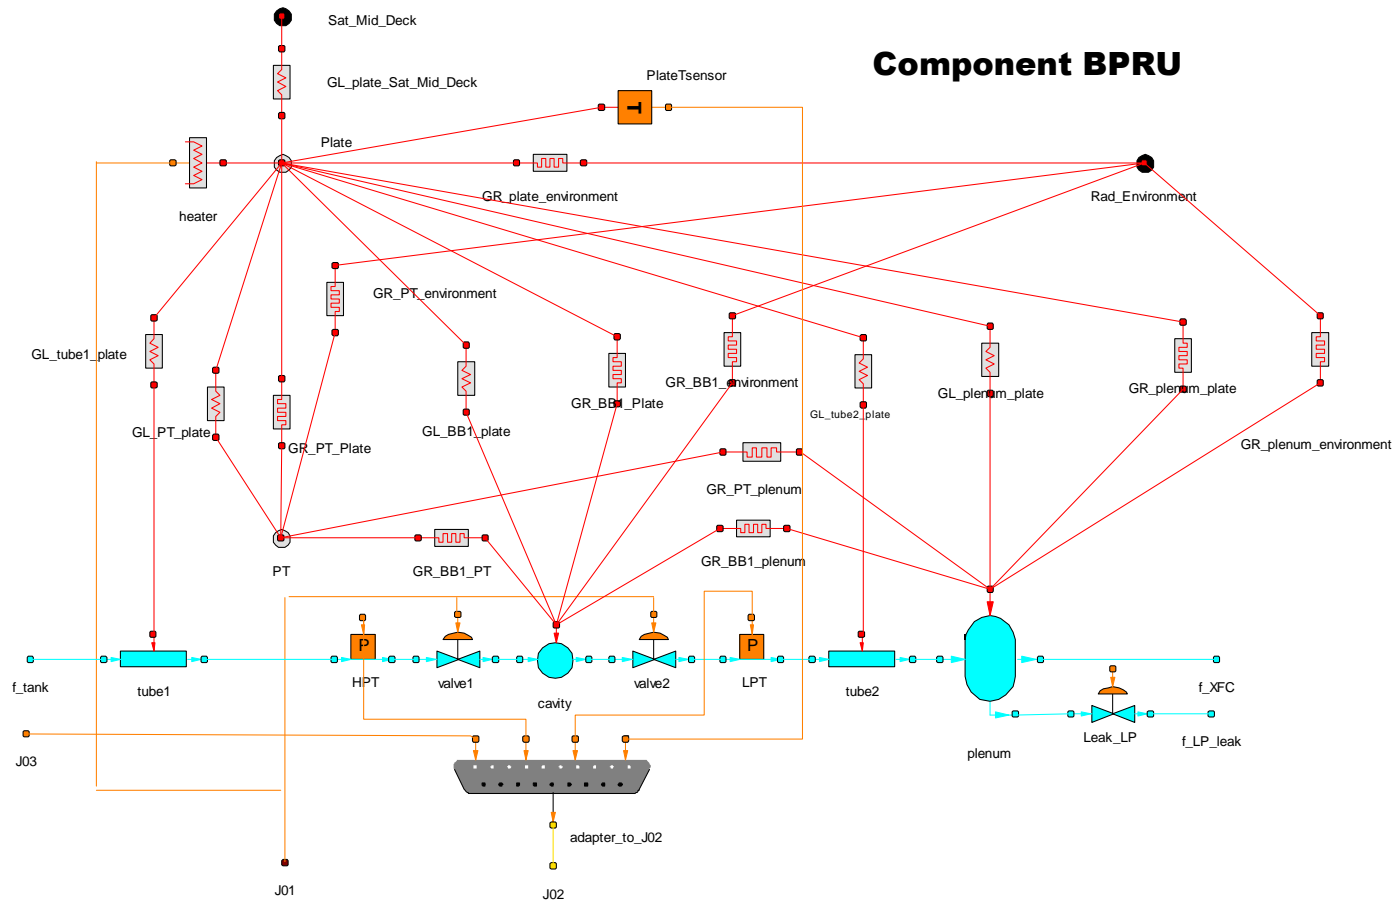 Sat_Mid_Deck
Component BPRU
GL_plate_Sat_Mid_Deck
PlateTsensor
T
Plate
GR_plate_environment
Rad_Environment
heater
GR_PT_environment
GL_tube1_plate
GR_BB1_environment
GL_plenum_plate
GR_plenum_plate
GR_BB1_Plate
GL_tube2_plate
GL_PT_plate
GL_BB1_plate
GR_PT_Plate
GR_plenum_environment
GR_PT_plenum
GR_BB1_plenum
PT
GR_BB1_PT
P
P
f_tank
tube1
HPT
valve1
cavity
valve2
LPT
tube2
f_XFC
Leak_LP
f_LP_leak
plenum
J03
adapter_to_J02
J01
J02